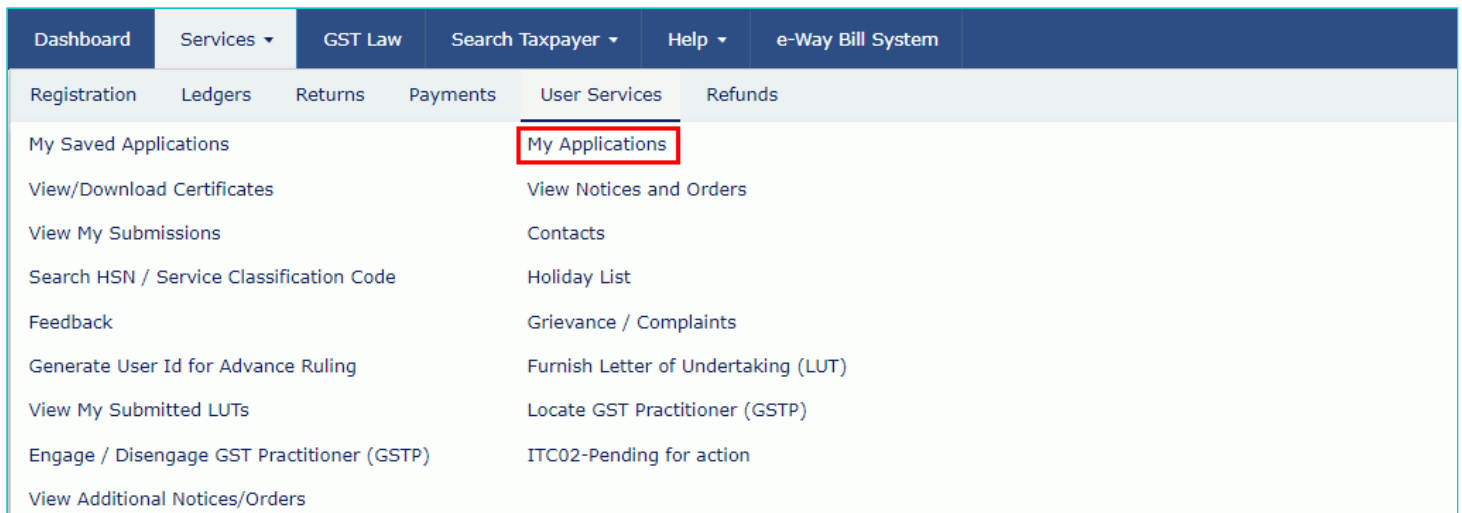 Dashboard Services GST Law Search Taxpayer Help e-Way Bill System
Registration Ledgers Returns Payments User Services Refunds
My Saved Applications My Applications
View/Download Certificates View Notices and Orders
View My Submissions Contacts
Search HSN / Service Classification Code Holiday List
Feedback Grievance / Complaints
Generate User Id for Advance Ruling Furnish Letter of Undertaking (LUT)
View My Submitted LUTs Locate GST Practitioner (GSTP)
Engage / Disengage GST Practitioner (GSTP) ITC02-Pending for action
View Additional Notices/Orders